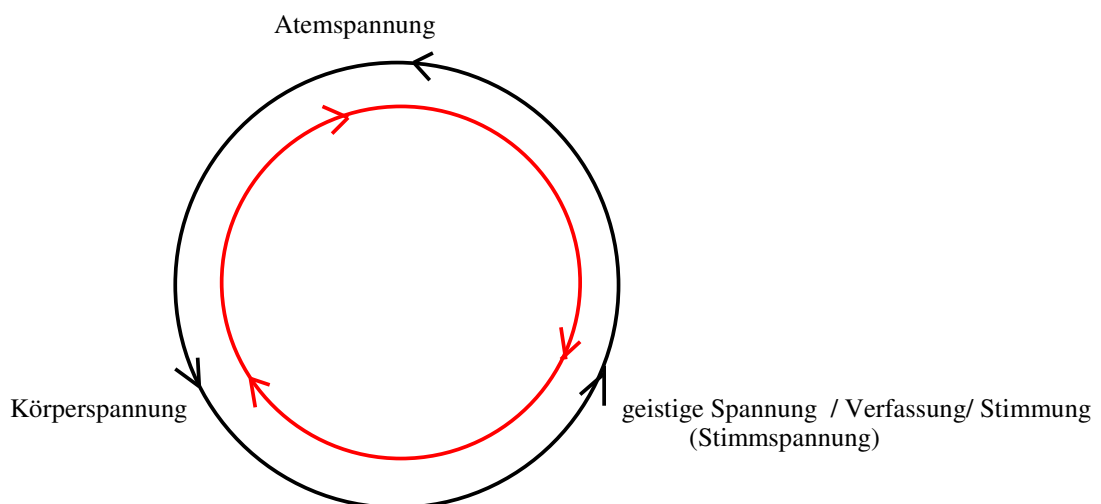 Atemspannung
Körperspannung
geistige Spannung / Verfassung/ Stimmung
(Stimmspannung)